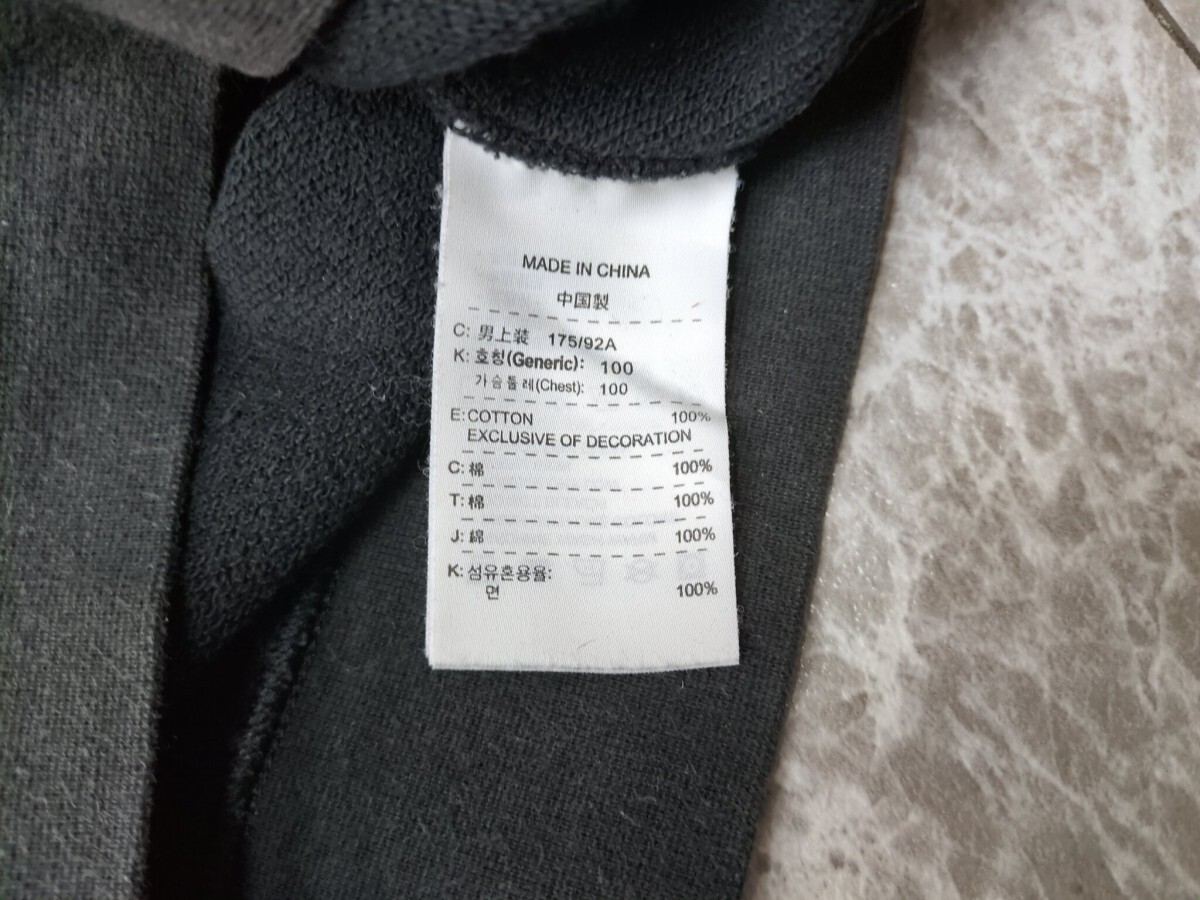 MADE IN CHINA
中国製
C: 男上装 175/92A
K: 호칭(Generic): 100
가슴둘레(Chest): 100
E: COTTON 100%
EXCLUSIVE OF DECORATION
C: 棉 100%
T: 棉 100%
J: 綿 100%
K: 섬유혼용율:
면 100%